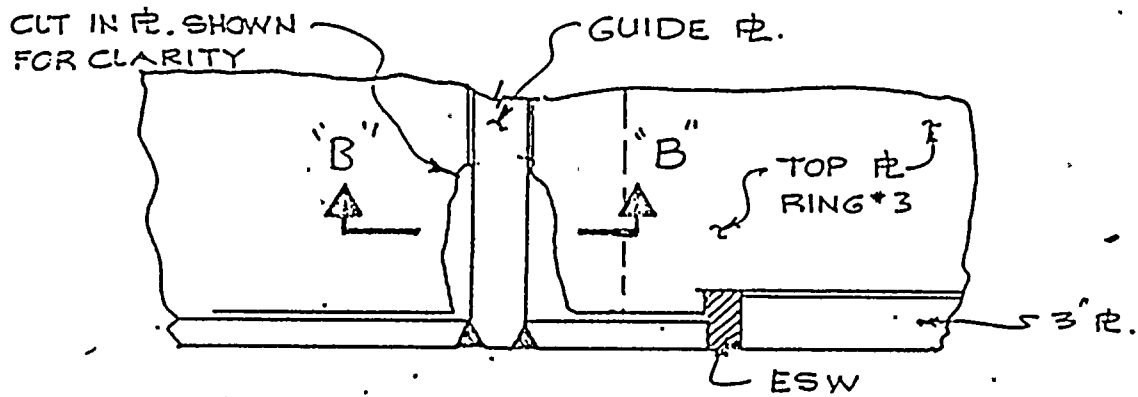 CUT IN PL. SHOWN
FOR CLARITY
GUIDE PL.
"B"
"B"
TOP PL
RING #3
3" PL.
ESW